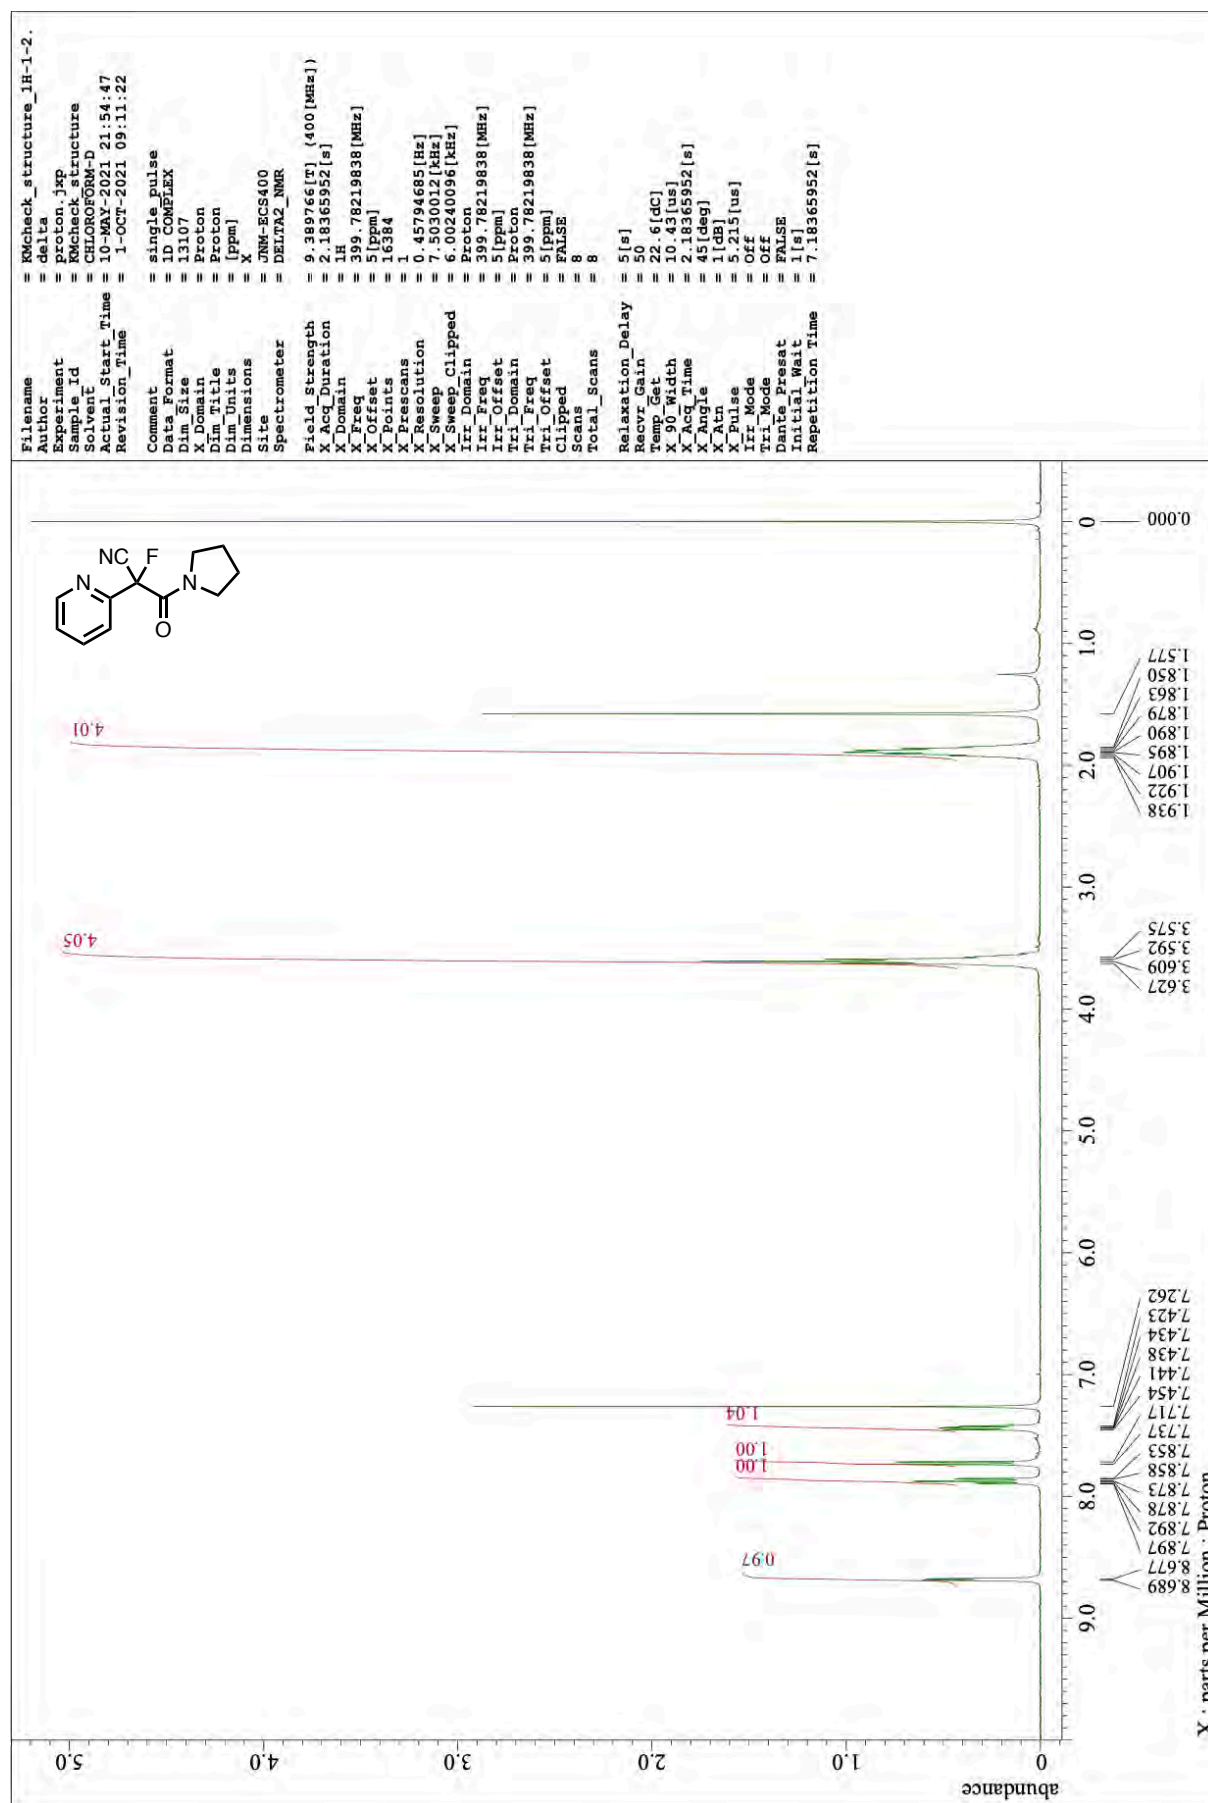 Filename = KMcheck_structure_1H-1-2.
Author = delta
Experiment = proton.jxp
Sample_Id = KMcheck_structure
Solvent = CHLOROFORM-D
Actual_Start_Time = 10-MAY-2021 21:54:47
Revision_Time = 1-OCT-2021 09:11:22
Comment = single_pulse
Data_Format = 1D COMPLEX
Dim_Size = 13107
X_Domain = Proton
Dim_Title = Proton
Dim_Units = [ppm]
Dimensions = X
Site = JNM-ECS400
Spectrometer = DELTA2_NMR
Field_Strength = 9.389766[T] (400[MHz])
X_Acq_Duration = 2.18365952[s]
X_Domain = 1H
X_Freq = 399.78219838[MHz]
X_Offset = 5[ppm]
X_Points = 16384
X_Prescans = 1
X_Resolution = 0.45794685[Hz]
X_Sweep = 7.5030012[kHz]
X_Sweep_Clipped = 6.00240096[kHz]
Irr_Domain = Proton
Irr_Freq = 399.78219838[MHz]
Irr_Offset = 5[ppm]
Tri_Domain = Proton
Tri_Freq = 399.78219838[MHz]
Tri_Offset = 5[ppm]
Clipped = FALSE
Scans = 8
Total_Scans = 8
Relaxation_Delay = 5[s]
Recvr_Gain = 50
Temp_Get = 22.6[dC]
X_90_Width = 10.43[us]
X_Acq_Time = 2.18365952[s]
X_Angle = 45[deg]
X_Atn = 1[dB]
X_Pulse = 5.215[us]
Irr_Mode = Off
Tri_Mode = Off
Dante_Presat = FALSE
Initial_Wait = 1[s]
Repetition_Time = 7.18365952[s]
NC F
N
N
O
abundance
0 1.0 2.0 3.0 4.0 5.0
0.97
1.00
1.00
1.04
4.05
4.01
9.0 8.0 7.0 6.0 5.0 4.0 3.0 2.0 1.0 0
8.689
8.677
7.897
7.892
7.878
7.873
7.858
7.853
7.737
7.717
7.454
7.441
7.438
7.434
7.423
7.262
3.627
3.609
3.592
3.575
1.938
1.922
1.907
1.895
1.890
1.879
1.863
1.850
1.577
0.000
X : parts per Million : Proton